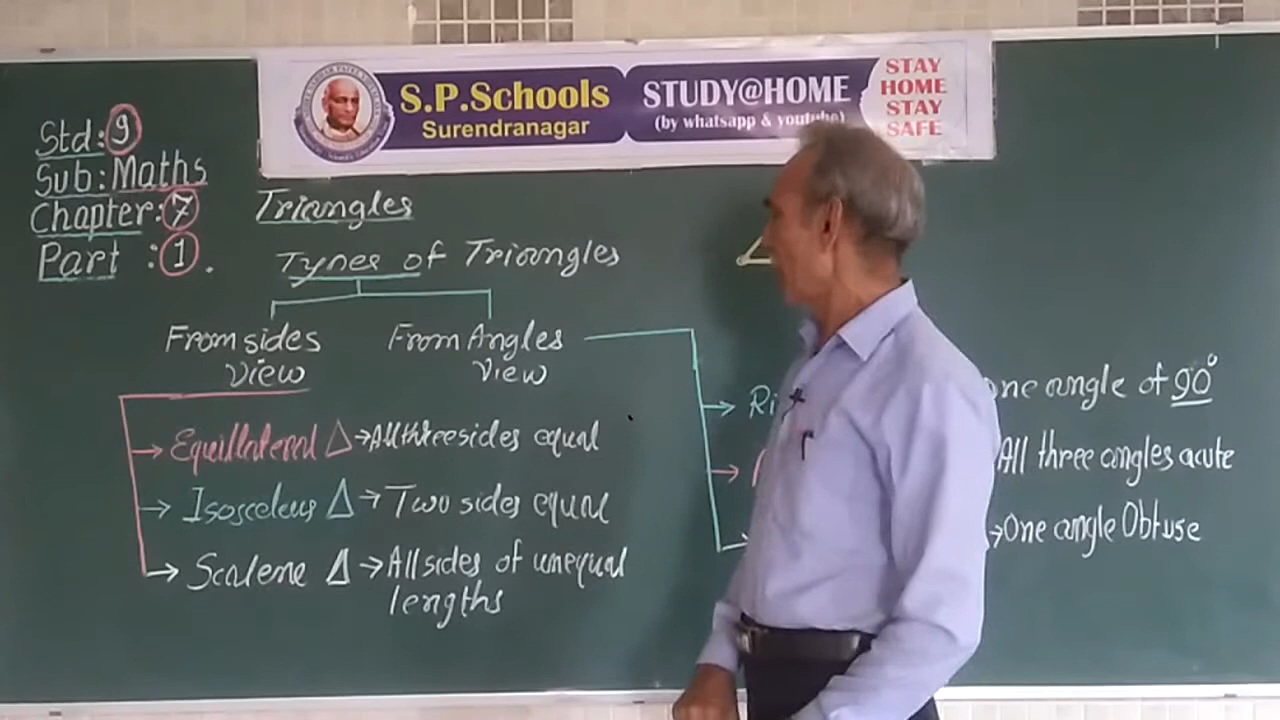 S.P.Schools
Surendranagar
STUDY@HOME
(by whatsapp & youtube)
STAY
HOME
STAY
SAFE
Std: 9
Sub: Maths
Chapter: 7
Part : 1.
Triangles
Types of Triangles
From sides
view
From Angles
View
Equillateral △ → All three sides equal
Isosceleus △ → Two sides equal
Scalene △ → All sides of unequal
lengths
Ri
one angle of 90°
All three angles acute
→ One angle Obtuse